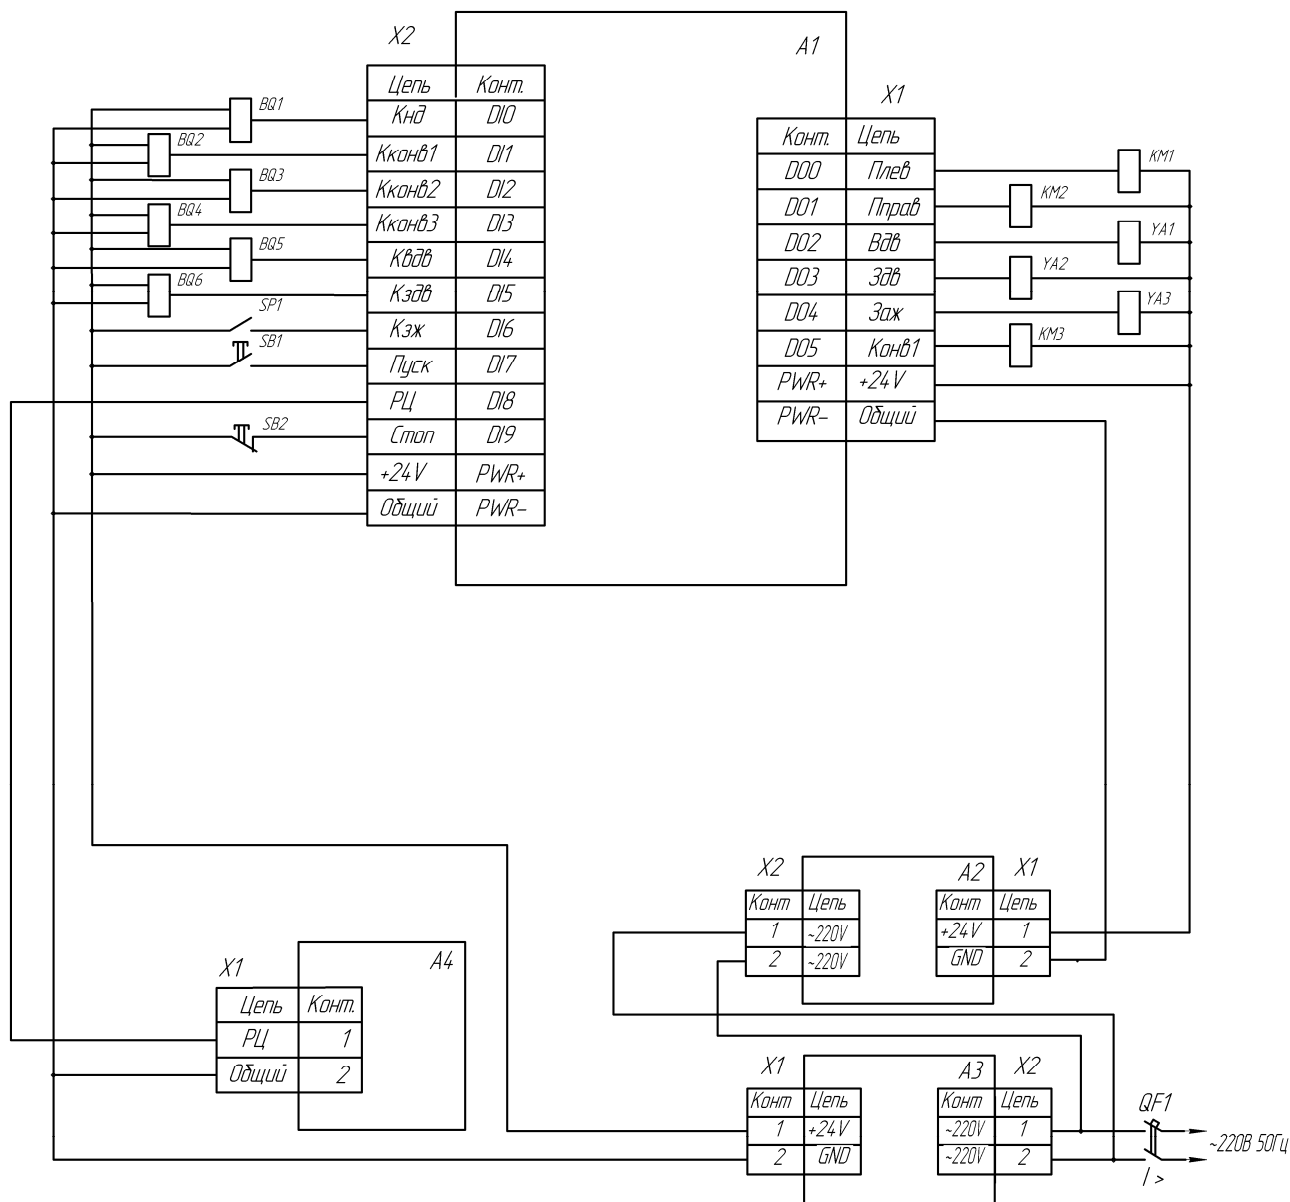 X2
A1
Цепь Конт.
Кнд DI0
Кконв1 DI1
Кконв2 DI2
Кконв3 DI3
Квдв DI4
Кздв DI5
Кзж DI6
Пуск DI7
РЦ DI8
Стоп DI9
+24V PWR+
Общий PWR-
BQ1
BQ2
BQ3
BQ4
BQ5
BQ6
SP1
SB1
SB2
X1
Конт. Цепь
DO0 Плев
DO1 Пправ
DO2 Вдв
DO3 Здв
DO4 Заж
DO5 Конв1
PWR+ +24V
PWR- Общий
KM1
KM2
YA1
YA2
YA3
KM3
X2 A2 X1
Конт Цепь Конт Цепь
1 ~220V +24V 1
2 ~220V GND 2
X1 A4
Цепь Конт.
РЦ 1
Общий 2
X1 A3 X2
Конт Цепь Конт Цепь
1 +24V ~220V 1
2 GND ~220V 2
QF1
~220В 50Гц
I >